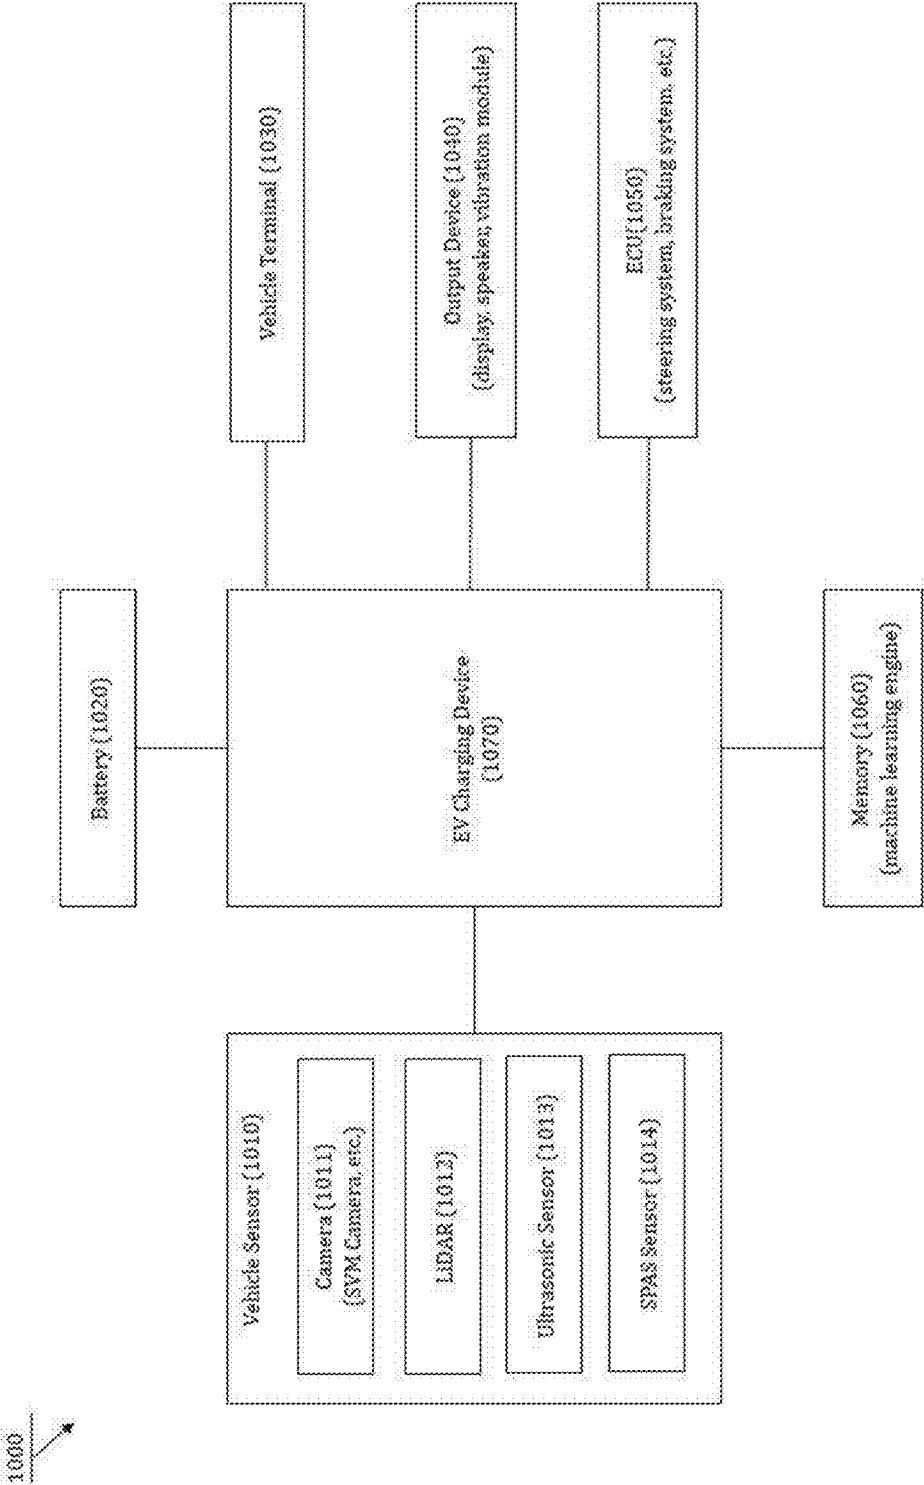 1000
Vehicle Sensor (1010)
Camera (1011)
(SVM Camera, etc.)
LiDAR (1012)
Ultrasonic Sensor (1013)
SPAS Sensor (1014)
Battery (1020)
EV Charging Device
(1070)
Memory (1060)
(machine learning engine)
Vehicle Terminal (1030)
Output Device (1040)
(display, speaker, vibration module)
ECU(1050)
(steering system, braking system, etc.)